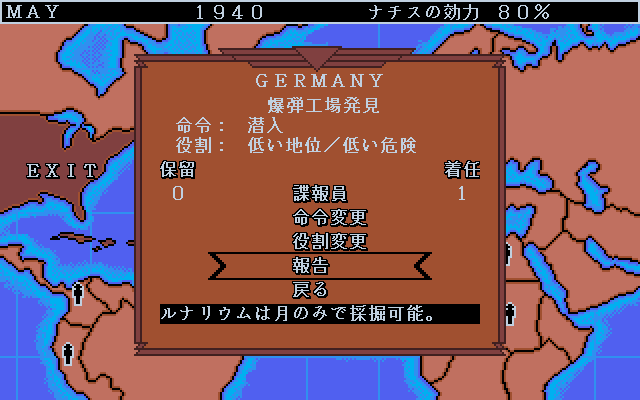 MAY 1940 ナチスの効力 80%
GERMANY
爆弾工場発見
命令： 潜入
役割： 低い地位／低い危険
EXIT
保留 着任
0 諜報員 1
命令変更
役割変更
報告
戻る
ルナリウムは月のみで採掘可能。